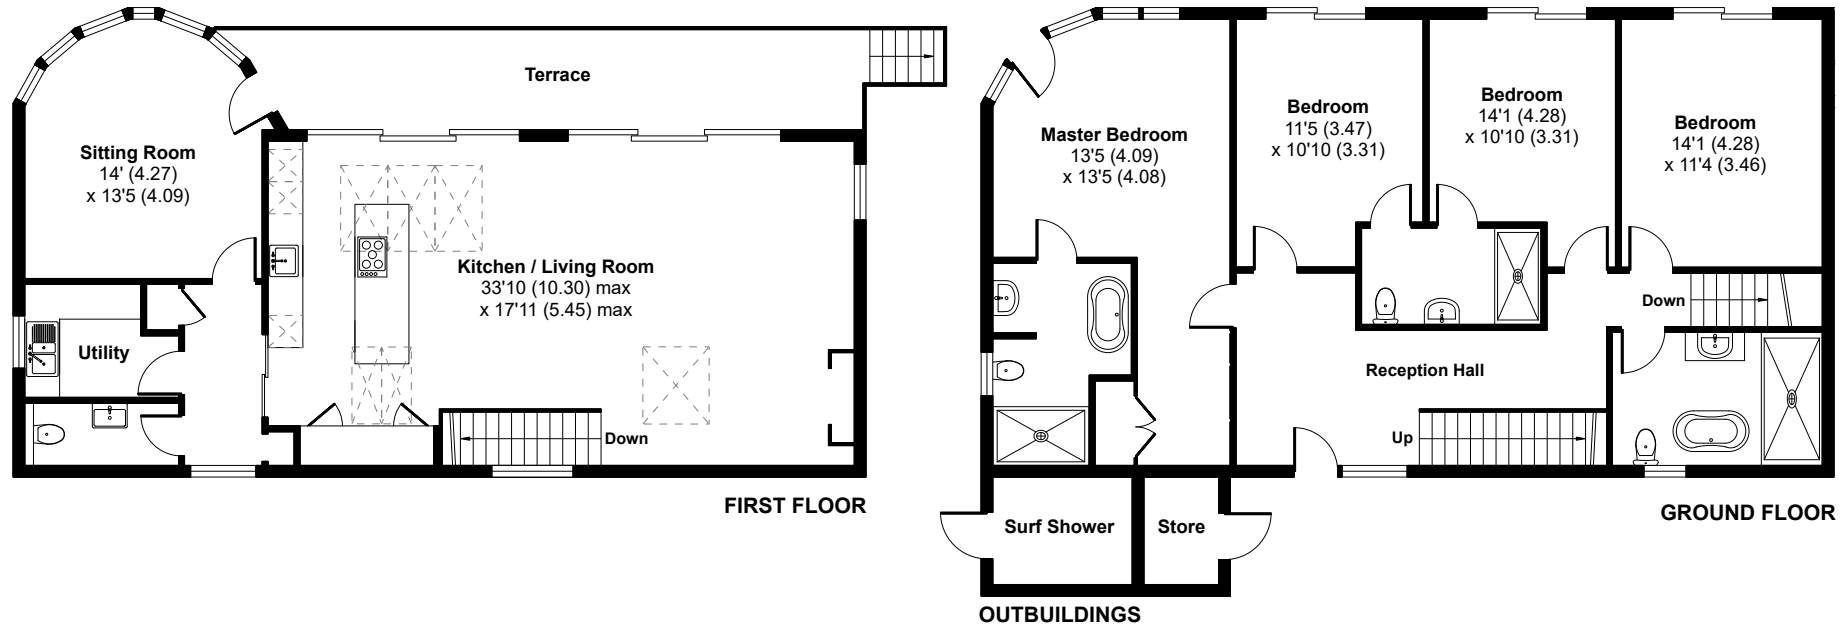 Terrace
Sitting Room
14' (4.27)
x 13'5 (4.09)
Kitchen / Living Room
33'10 (10.30) max
x 17'11 (5.45) max
Utility
Down
FIRST FLOOR
Master Bedroom
13'5 (4.09)
x 13'5 (4.08)
Bedroom
11'5 (3.47)
x 10'10 (3.31)
Bedroom
14'1 (4.28)
x 10'10 (3.31)
Bedroom
14'1 (4.28)
x 11'4 (3.46)
Down
Reception Hall
Up
GROUND FLOOR
Surf Shower
Store
OUTBUILDINGS